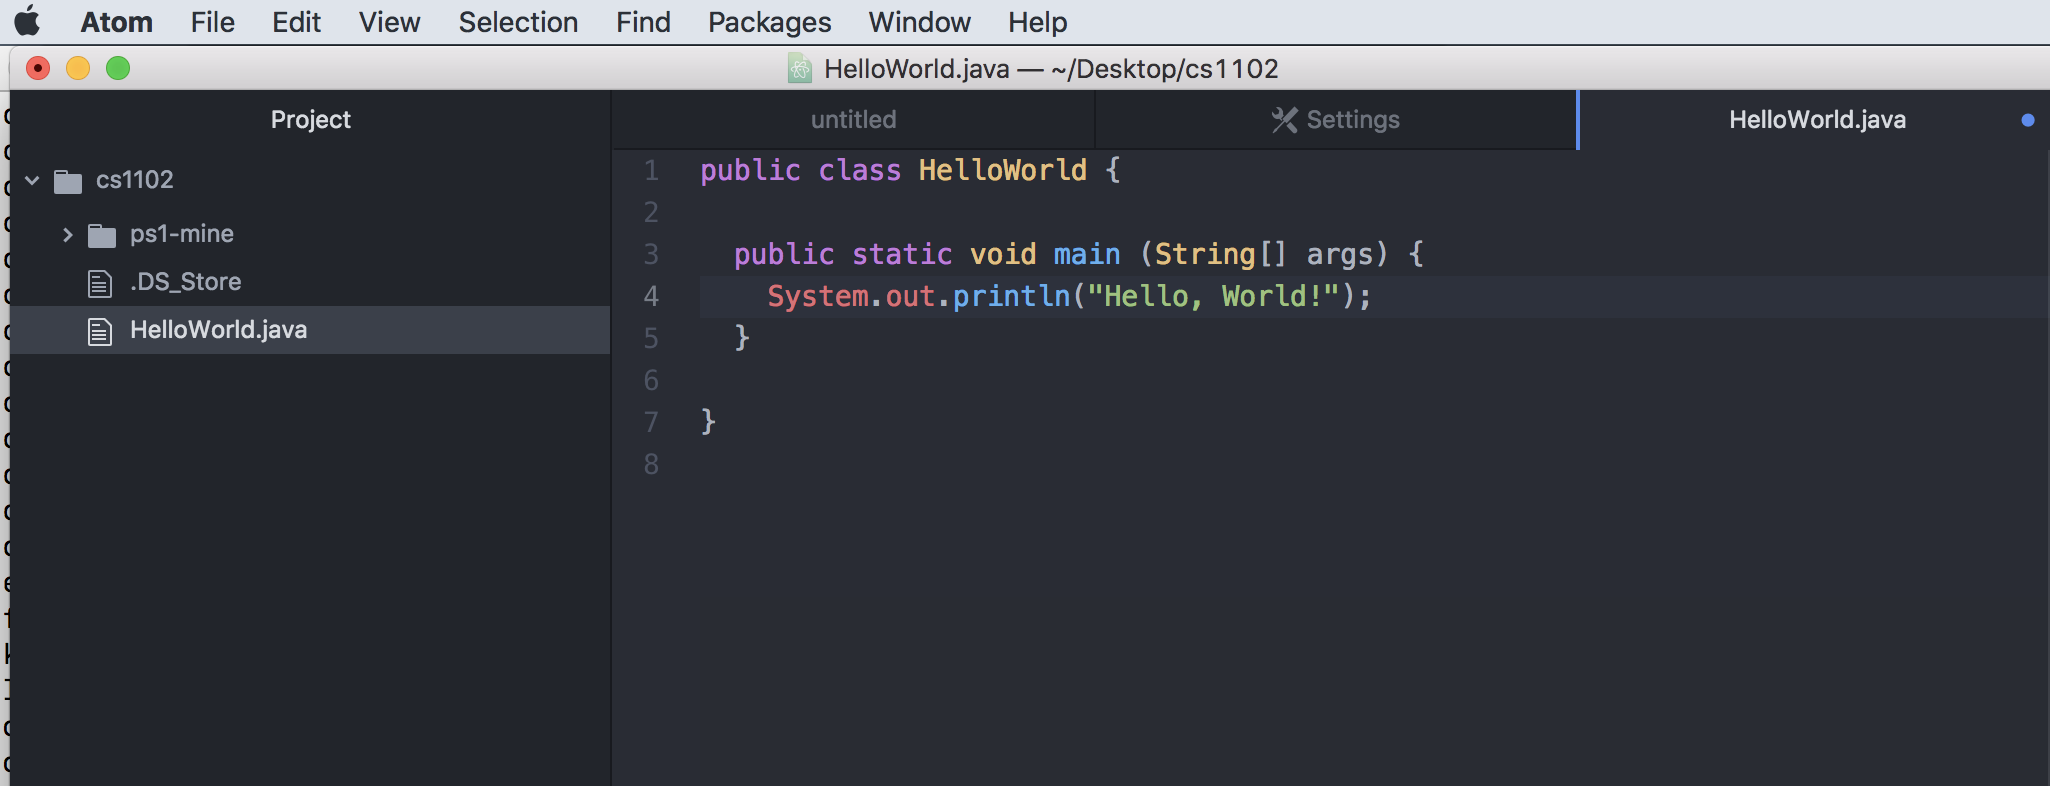 Atom File Edit View Selection Find Packages Window Help
HelloWorld.java — ~/Desktop/cs1102
Project
cs1102
ps1-mine
.DS_Store
HelloWorld.java
untitled Settings HelloWorld.java
1 public class HelloWorld {
2
3 public static void main (String[] args) {
4 System.out.println("Hello, World!");
5 }
6
7 }
8